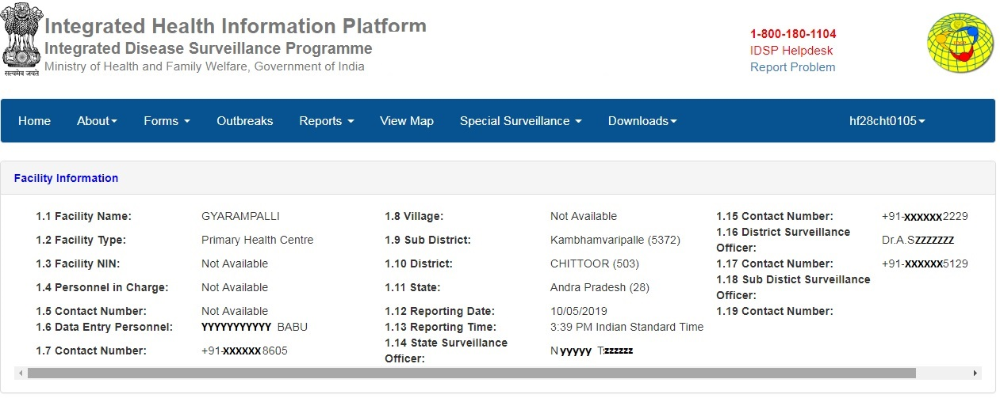 Integrated Health Information Platform
Integrated Disease Surveillance Programme
Ministry of Health and Family Welfare, Government of India
सत्यमेव जयते
1-800-180-1104
IDSP Helpdesk
Report Problem
IDSP
Home About Forms Outbreaks Reports View Map Special Surveillance Downloads hf28cht0105
Facility Information
1.1 Facility Name: GYARAMPALLI
1.2 Facility Type: Primary Health Centre
1.3 Facility NIN: Not Available
1.4 Personnel in Charge: Not Available
1.5 Contact Number: Not Available
1.6 Data Entry Personnel: YYYYYYYYYYY BABU
1.7 Contact Number: +91-XXXXXX8605
1.8 Village: Not Available
1.9 Sub District: Kambhamvaripalle (5372)
1.10 District: CHITTOOR (503)
1.11 State: Andra Pradesh (28)
1.12 Reporting Date: 10/05/2019
1.13 Reporting Time: 3:39 PM Indian Standard Time
1.14 State Surveillance
Officer: Nyyyyy Tzzzzzz
1.15 Contact Number: +91-XXXXXX2229
1.16 District Surveillance
Officer: Dr.A.SZZZZZZZ
1.17 Contact Number: +91-XXXXXX5129
1.18 Sub Distict Surveillance
Officer:
1.19 Contact Number: